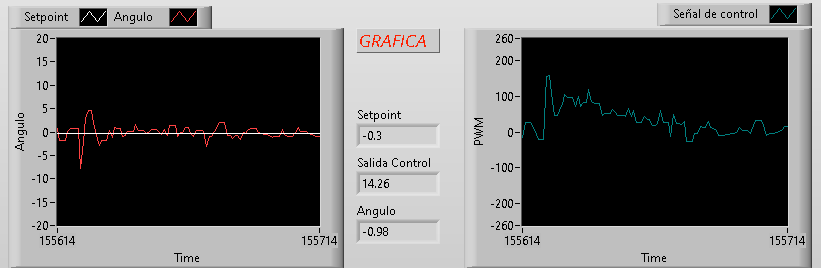 Setpoint
Angulo
Señal de control
20
15
10
5
0
-5
-10
-15
-20
Angulo
155614
155714
Time
GRAFICA
Setpoint
-0.3
Salida Control
14.26
Angulo
-0.98
260
200
100
0
-100
-200
-260
PWM
155614
155714
Time